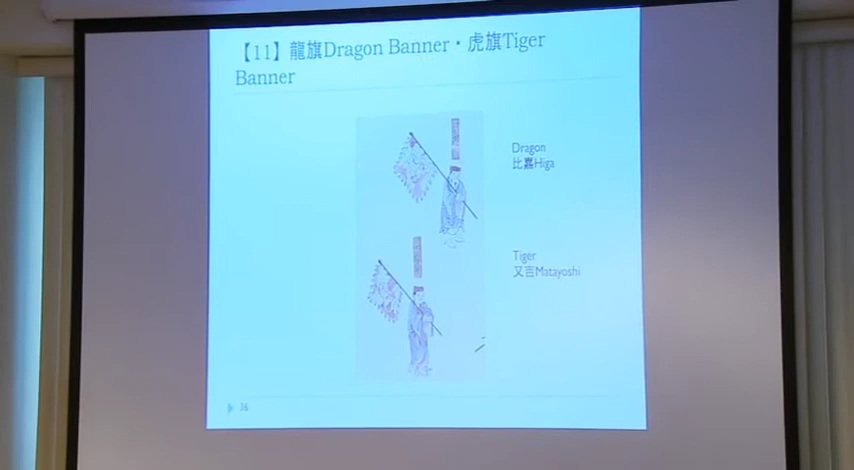 【11】龍旗Dragon Banner・虎旗Tiger
Banner
Dragon
比嘉Higa
Tiger
又吉Matayoshi
36